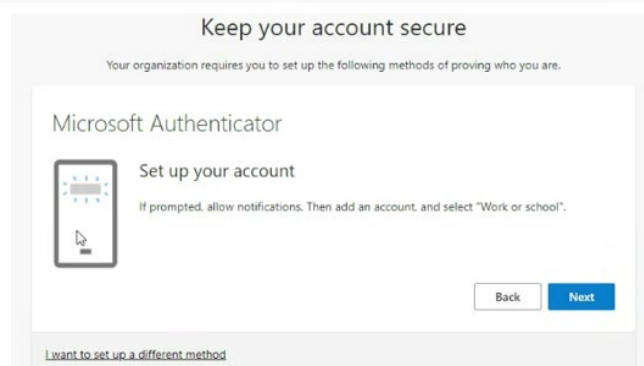 Keep your account secure
Your organization requires you to set up the following methods of proving who you are.
Microsoft Authenticator
Set up your account
If prompted, allow notifications. Then add an account, and select "Work or school".
Back
Next
I want to set up a different method